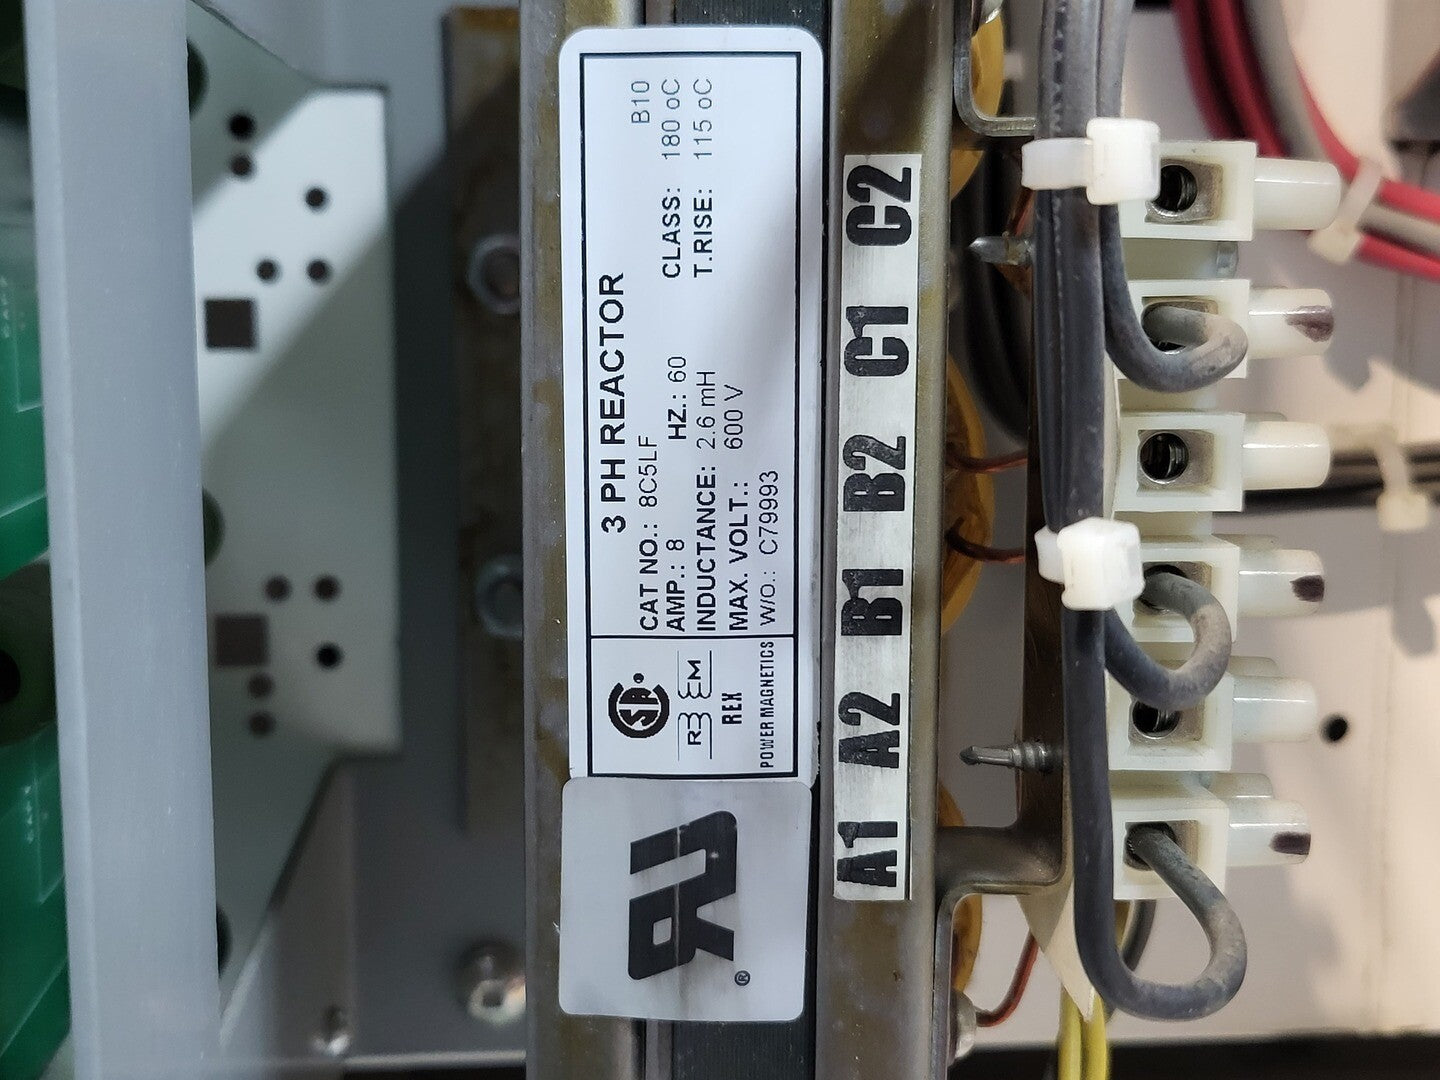 3 PH REACTOR
CAT NO.: 8C5LF B10
AMP.: 8 HZ.: 60 CLASS: 180 oC
INDUCTANCE: 2.6 mH T.RISE: 115 oC
MAX. VOLT.: 600 V
W/O.: C79993
REX
POWER MAGNETICS
®
A1 A2 B1 B2 C1 C2